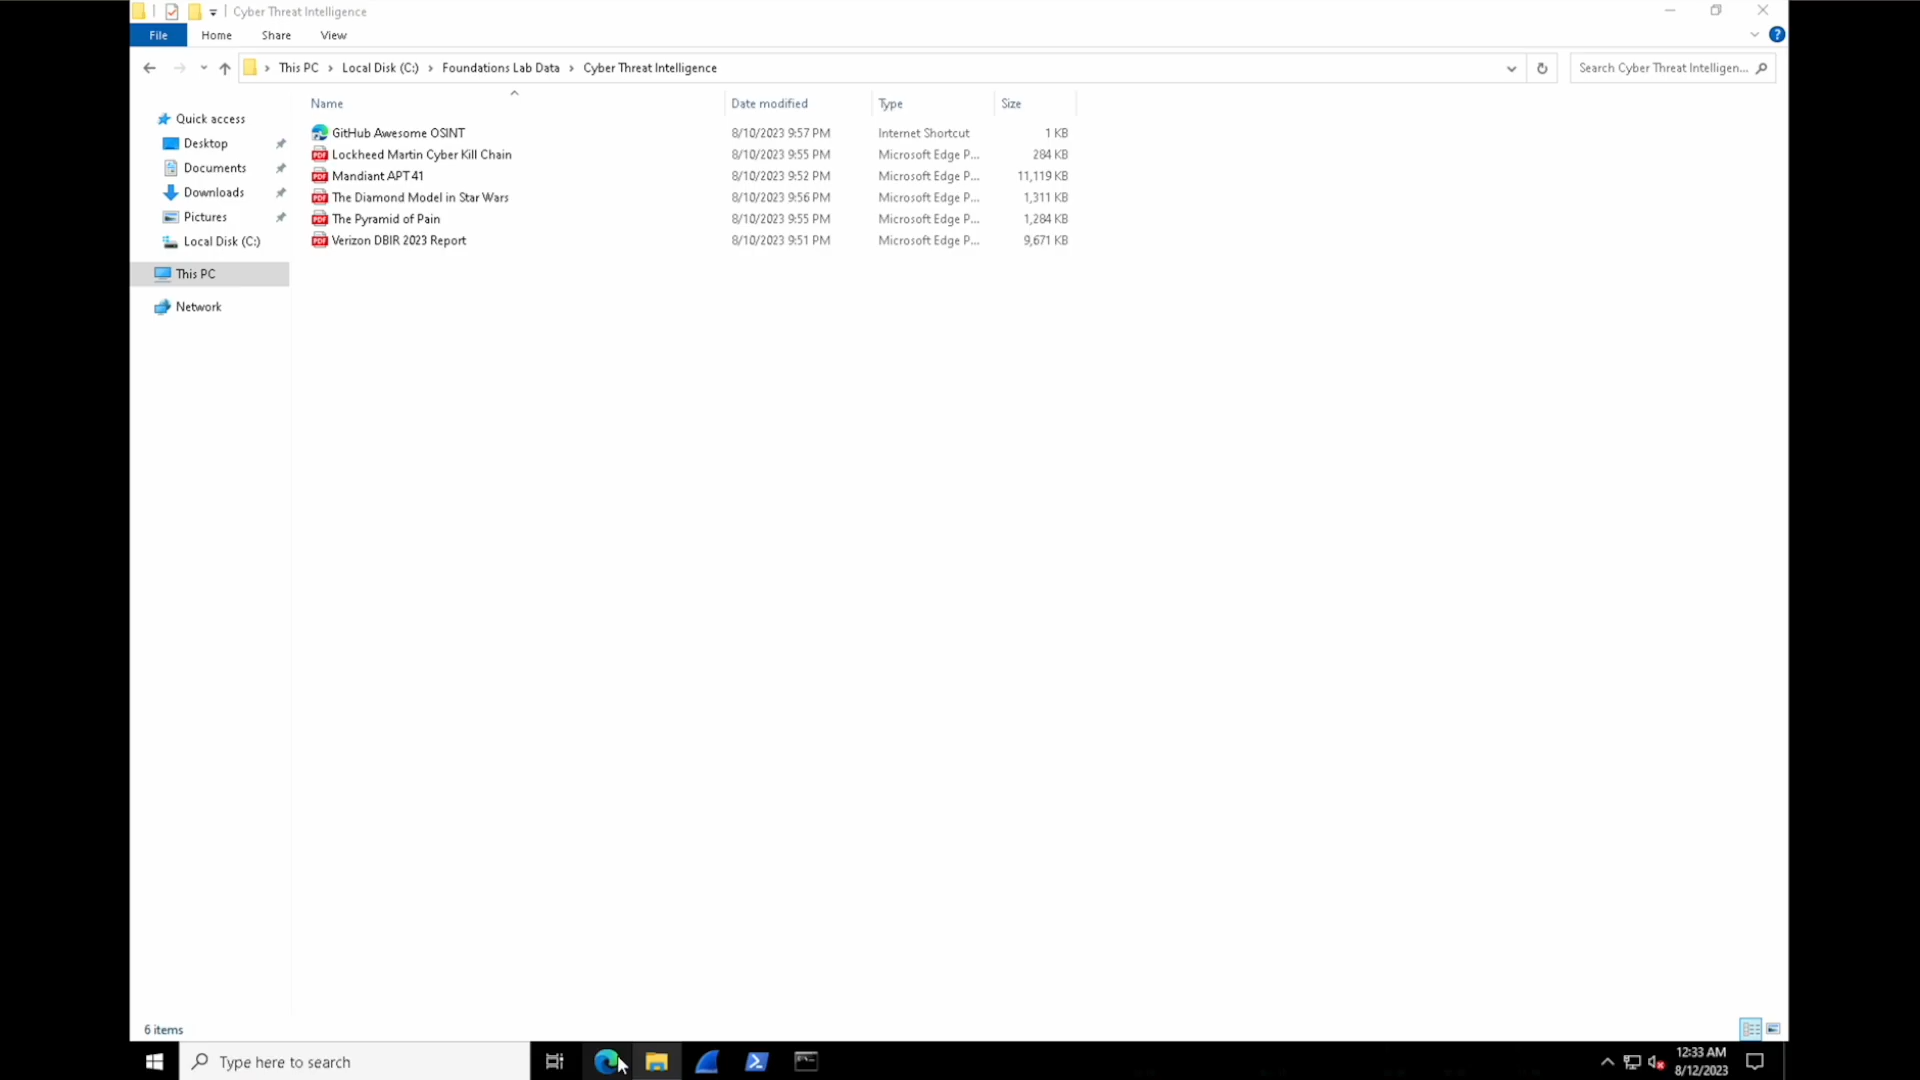 Cyber Threat Intelligence
File Home Share View
This PC Local Disk (C:) Foundations Lab Data Cyber Threat Intelligence
Search Cyber Threat Intelligen...
Name Date modified Type Size
Quick access
Desktop
Documents
Downloads
Pictures
Local Disk (C:)
This PC
Network
GitHub Awesome OSINT 8/10/2023 9:57 PM Internet Shortcut 1 KB
Lockheed Martin Cyber Kill Chain 8/10/2023 9:55 PM Microsoft Edge P... 284 KB
Mandiant APT 41 8/10/2023 9:52 PM Microsoft Edge P... 11,119 KB
The Diamond Model in Star Wars 8/10/2023 9:56 PM Microsoft Edge P... 1,311 KB
The Pyramid of Pain 8/10/2023 9:55 PM Microsoft Edge P... 1,284 KB
Verizon DBIR 2023 Report 8/10/2023 9:51 PM Microsoft Edge P... 9,671 KB
6 items
Type here to search
12:33 AM
8/12/2023